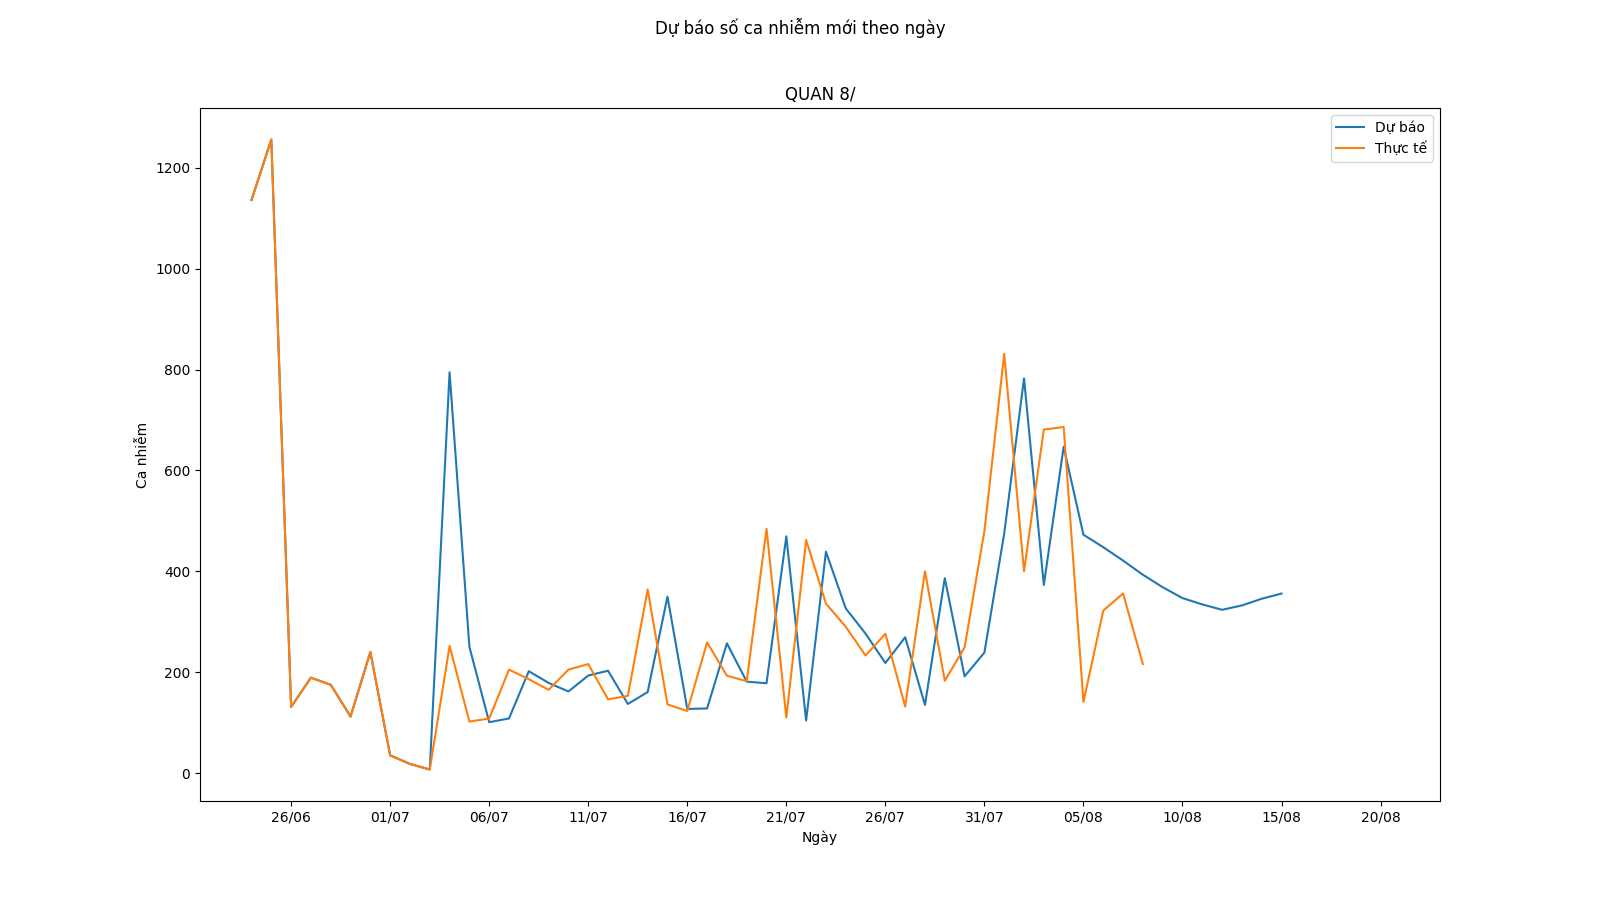 Dự báo số ca nhiễm mới theo ngày
QUAN 8/
Dự báo
Thực tế
1200
1000
800
600
400
200
0
Ca nhiễm
26/06 01/07 06/07 11/07 16/07 21/07 26/07 31/07 05/08 10/08 15/08 20/08
Ngày